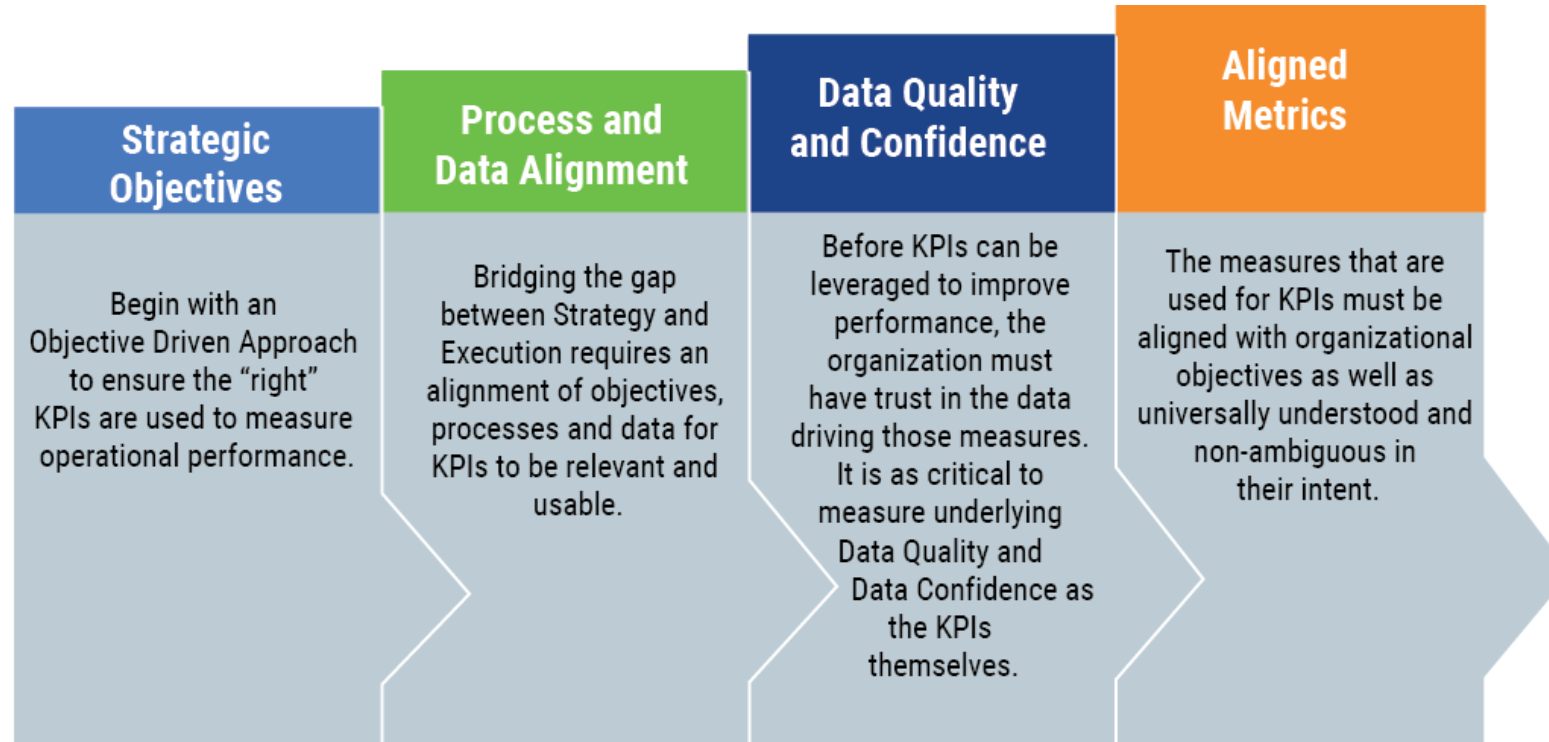 Strategic
Objectives
Begin with an
Objective Driven Approach
to ensure the “right”
KPIs are used to measure
operational performance.
Process and
Data Alignment
Bridging the gap
between Strategy and
Execution requires an
alignment of objectives,
processes and data for
KPIs to be relevant and
usable.
Data Quality
and Confidence
Before KPIs can be
leveraged to improve
performance, the
organization must
have trust in the data
driving those measures.
It is as critical to
measure underlying
Data Quality and
Data Confidence as
the KPIs
themselves.
Aligned
Metrics
The measures that are
used for KPIs must be
aligned with organizational
objectives as well as
universally understood and
non-ambiguous in
their intent.